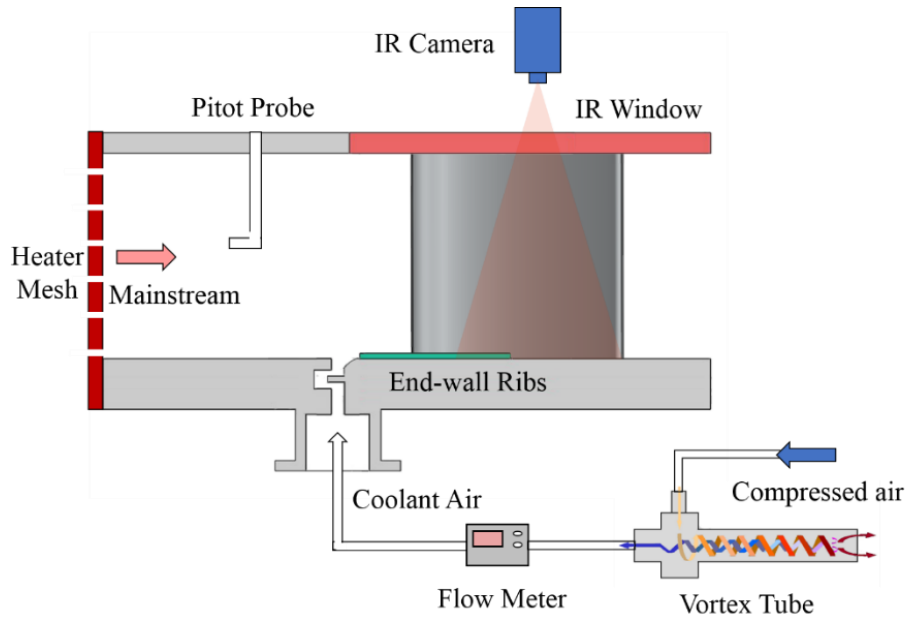 IR Camera
Pitot Probe
IR Window
Heater
Mesh
Mainstream
End-wall Ribs
Coolant Air
Compressed air
Flow Meter
Vortex Tube